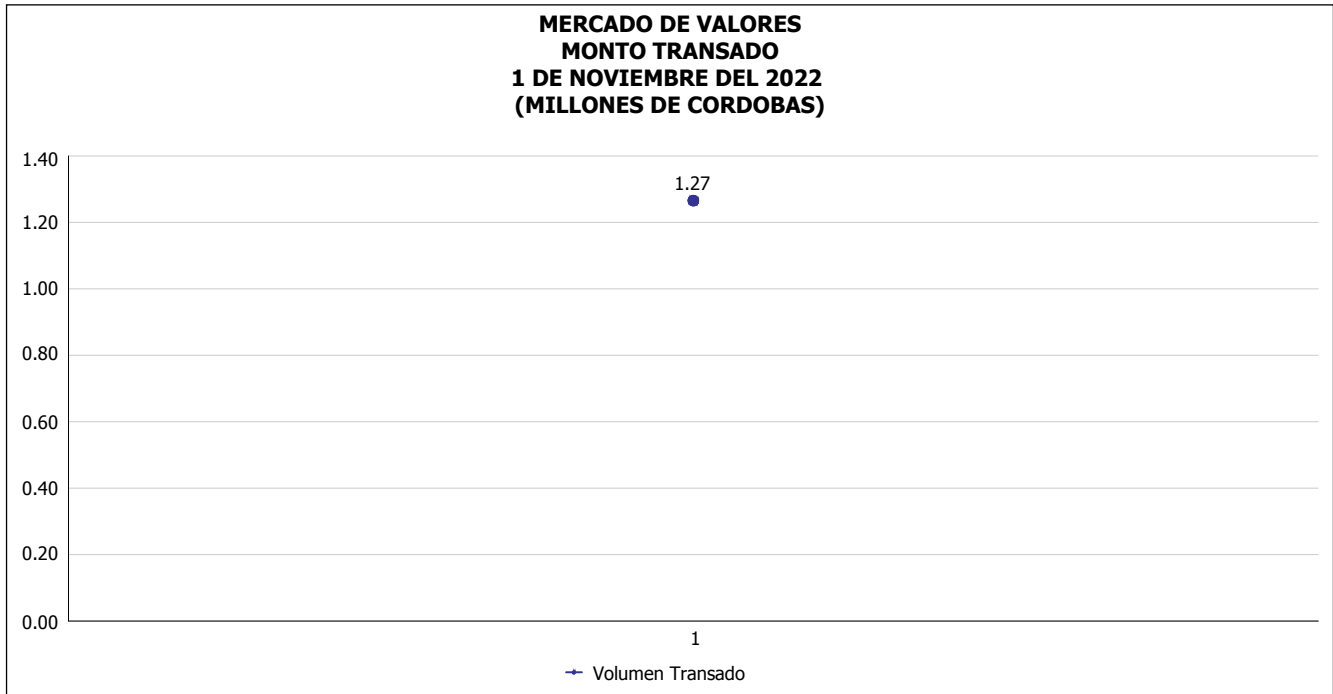 MERCADO DE VALORES
MONTO TRANSADO
1 DE NOVIEMBRE DEL 2022
(MILLONES DE CORDOBAS)
1.40
1.27
1.20
1.00
0.80
0.60
0.40
0.20
0.00
1
Volumen Transado